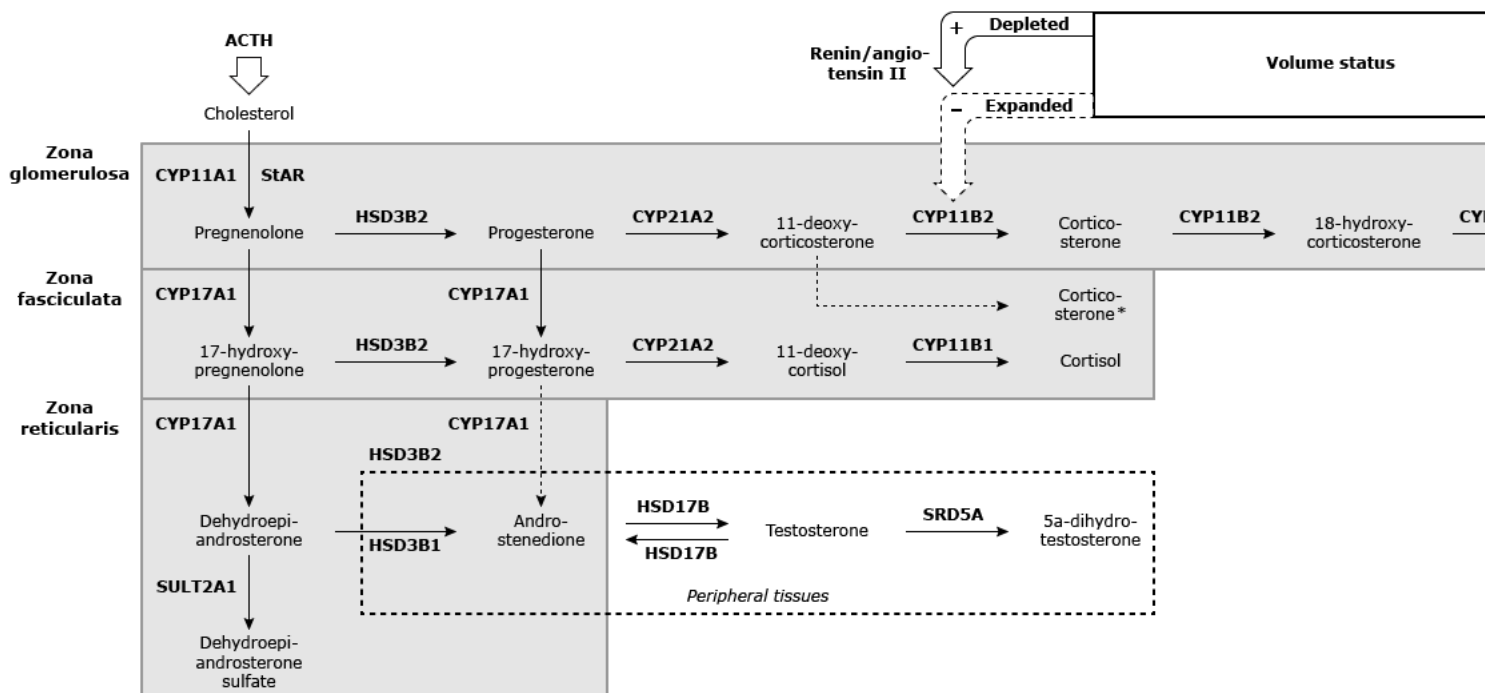 ACTH
Cholesterol
Renin/angio-
tensin II
+
Depleted
-
Expanded
Volume status
Zona
glomerulosa
CYP11A1
StAR
Pregnenolone
HSD3B2
Progesterone
CYP21A2
11-deoxy-
corticosterone
CYP11B2
Cortico-
sterone
CYP11B2
18-hydroxy-
corticosterone
CY
Zona
fasciculata
CYP17A1
CYP17A1
Cortico-
sterone*
17-hydroxy-
pregnenolone
HSD3B2
17-hydroxy-
progesterone
CYP21A2
11-deoxy-
cortisol
CYP11B1
Cortisol
Zona
reticularis
CYP17A1
CYP17A1
HSD3B2
Dehydroepi-
androsterone
HSD3B1
Andro-
stenedione
HSD17B
HSD17B
Testosterone
SRD5A
5a-dihydro-
testosterone
SULT2A1
Peripheral tissues
Dehydroepi-
androsterone
sulfate